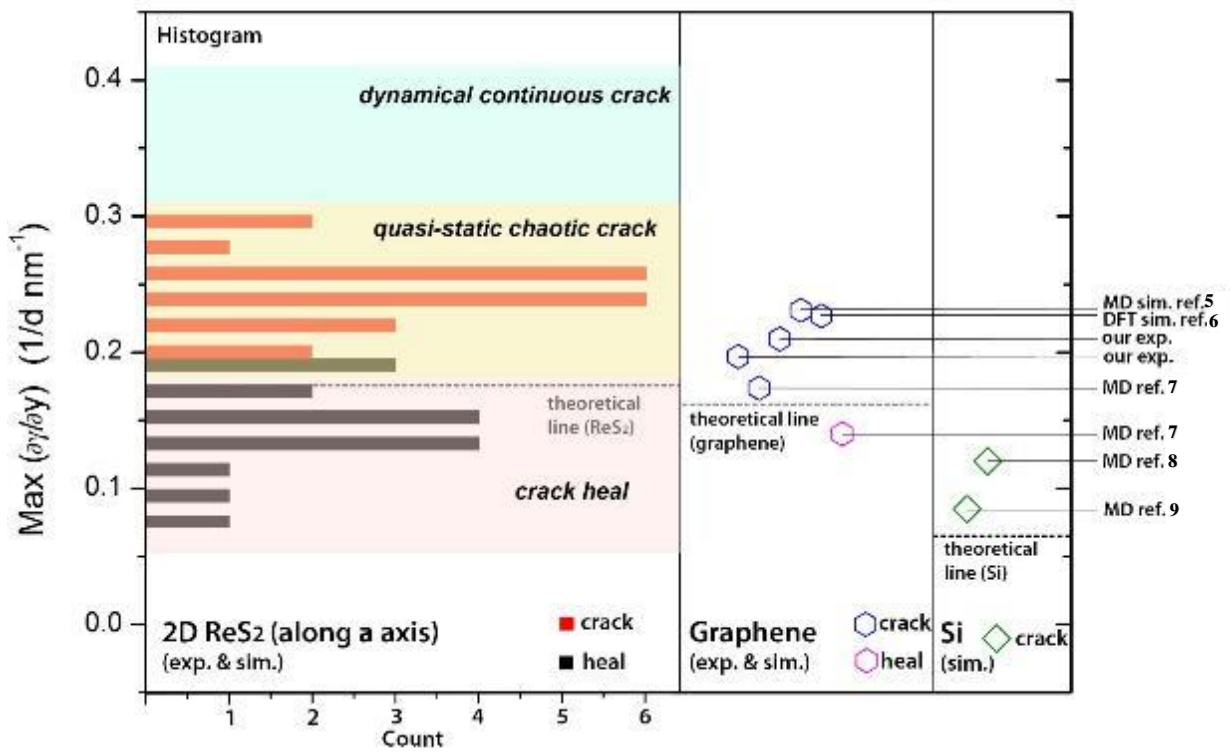 Histogram
dynamical continuous crack
quasi-static chaotic crack
theoretical
line (ReS₂)
crack heal
Max (∂γ/∂y) (1/d nm⁻¹)
0.4
0.3
0.2
0.1
0.0
2D ReS2 (along a axis)
(exp. & sim.)
crack
heal
1 2 3 4 5 6
Count
theoretical line
(graphene)
Graphene
(exp. & sim.)
crack
heal
theoretical
line (Si)
Si
(sim.)
crack
MD sim. ref.5
DFT sim. ref.6
our exp.
our exp.
MD ref. 7
MD ref. 7
MD ref. 8
MD ref. 9